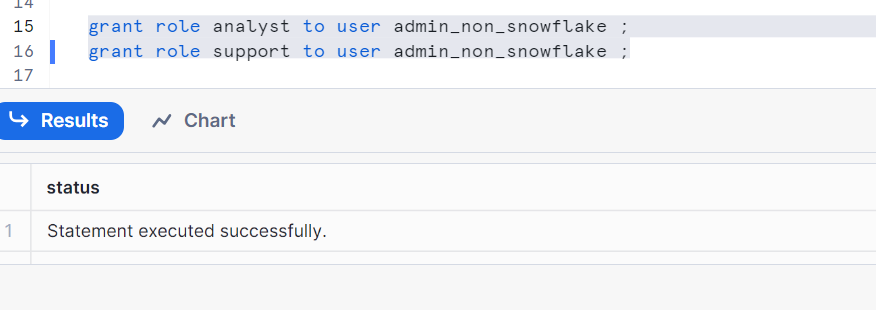 14
15 grant role analyst to user admin_non_snowflake ;
16 grant role support to user admin_non_snowflake ;
17
Results Chart
status
1 Statement executed successfully.